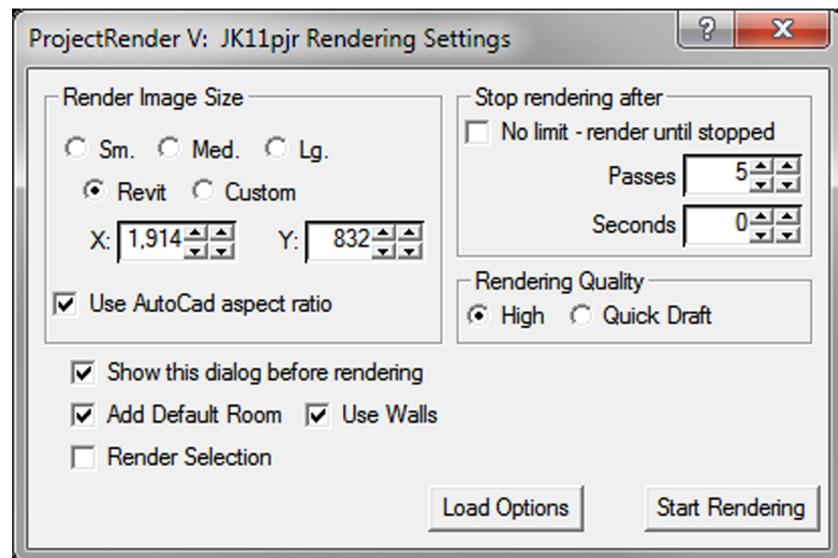 ProjectRender V: JK11pjr Rendering Settings
Render Image Size
Sm. Med. Lg.
Revit Custom
X: 1,914 Y: 832
Use AutoCad aspect ratio
Stop rendering after
No limit - render until stopped
Passes 5
Seconds 0
Rendering Quality
High Quick Draft
Show this dialog before rendering
Add Default Room Use Walls
Render Selection
Load Options Start Rendering